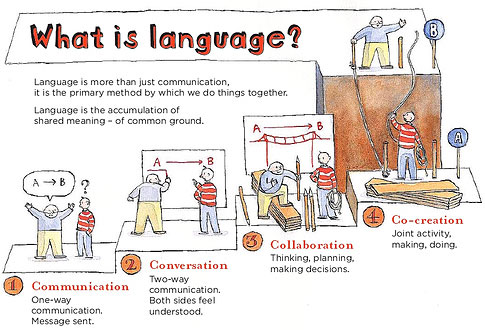 What is language?
Language is more than just communication,
it is the primary method by which we do things together.
Language is the accumulation of
shared meaning – of common ground.
A → B
?
1 Communication
One-way
communication.
Message sent.
A → B
2 Conversation
Two-way
communication.
Both sides feel
understood.
A → B
3 Collaboration
Thinking, planning,
making decisions.
B
A
4 Co-creation
Joint activity,
making, doing.